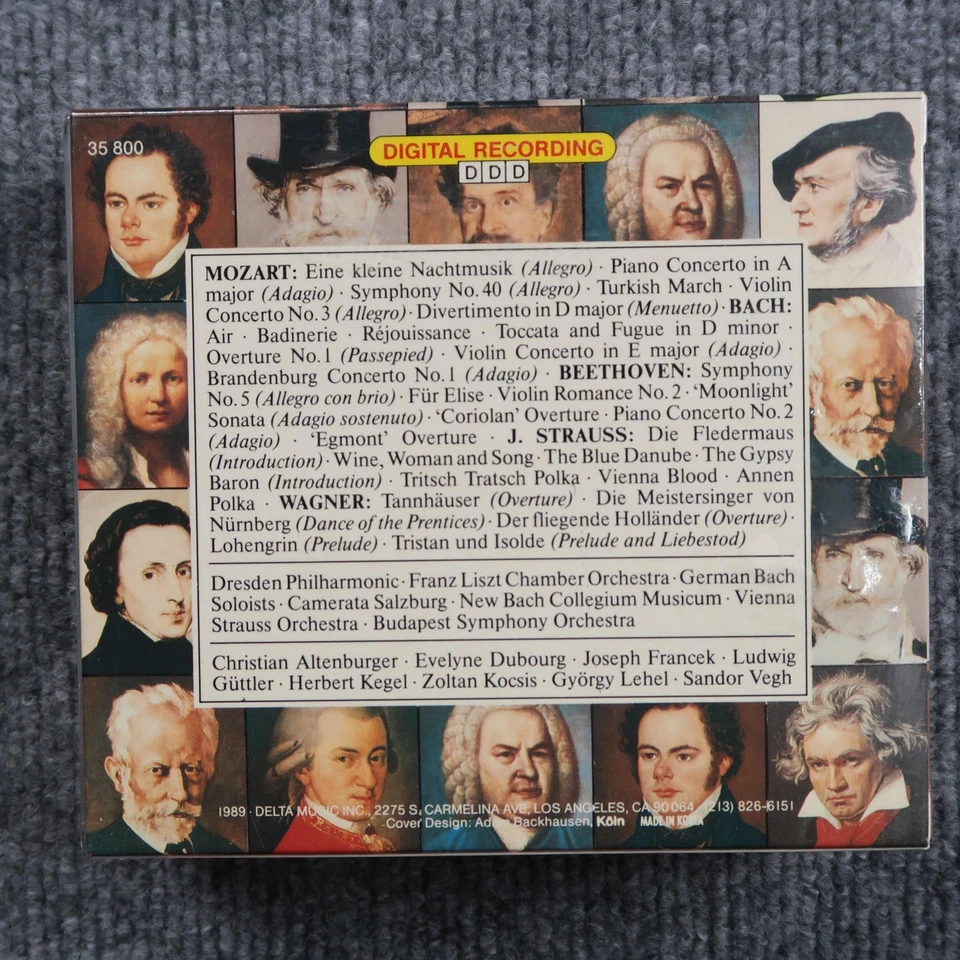 35 800
DIGITAL RECORDING
DDD
MOZART: Eine kleine Nachtmusik (Allegro) · Piano Concerto in A
major (Adagio) · Symphony No. 40 (Allegro) · Turkish March · Violin
Concerto No. 3 (Allegro) · Divertimento in D major (Menuetto) · BACH:
Air · Badinerie · Réjouissance · Toccata and Fugue in D minor ·
Overture No. 1 (Passepied) · Violin Concerto in E major (Adagio) ·
Brandenburg Concerto No. 1 (Adagio) · BEETHOVEN: Symphony
No. 5 (Allegro con brio) · Für Elise · Violin Romance No. 2 · ‘Moonlight’
Sonata (Adagio sostenuto) · ‘Coriolan’ Overture · Piano Concerto No. 2
(Adagio) · ‘Egmont’ Overture · J. STRAUSS: Die Fledermaus
(Introduction) · Wine, Woman and Song · The Blue Danube · The Gypsy
Baron (Introduction) · Tritsch Tratsch Polka · Vienna Blood · Annen
Polka · WAGNER: Tannhäuser (Overture) · Die Meistersinger von
Nürnberg (Dance of the Prentices) · Der fliegende Holländer (Overture) ·
Lohengrin (Prelude) · Tristan und Isolde (Prelude and Liebestod)
Dresden Philharmonic · Franz Liszt Chamber Orchestra · German Bach
Soloists · Camerata Salzburg · New Bach Collegium Musicum · Vienna
Strauss Orchestra · Budapest Symphony Orchestra
Christian Altenburger · Evelyne Dubourg · Joseph Francek · Ludwig
Güttler · Herbert Kegel · Zoltan Kocsis · György Lehel · Sandor Vegh
1989 · DELTA MUSIC INC., 2275 S. CARMELINA AVE, LOS ANGELES, CA 90 064, (213) 826-6151
Cover Design: Adam Backhausen, Köln MADE IN KOREA